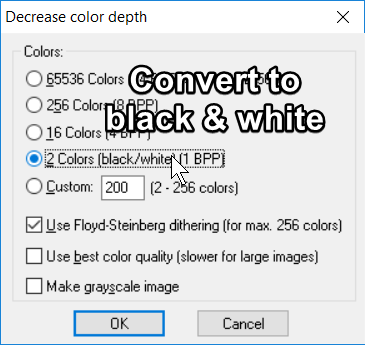 Decrease color depth
Colors:
65536 Colors
Convert to
256 Colors (8 BPP)
black & white
16 Colors (4 BPP)
2 Colors (black/white) (1 BPP)
Custom: 200 (2 - 256 colors)
Use Floyd-Steinberg dithering (for max. 256 colors)
Use best color quality (slower for large images)
Make grayscale image
OK Cancel